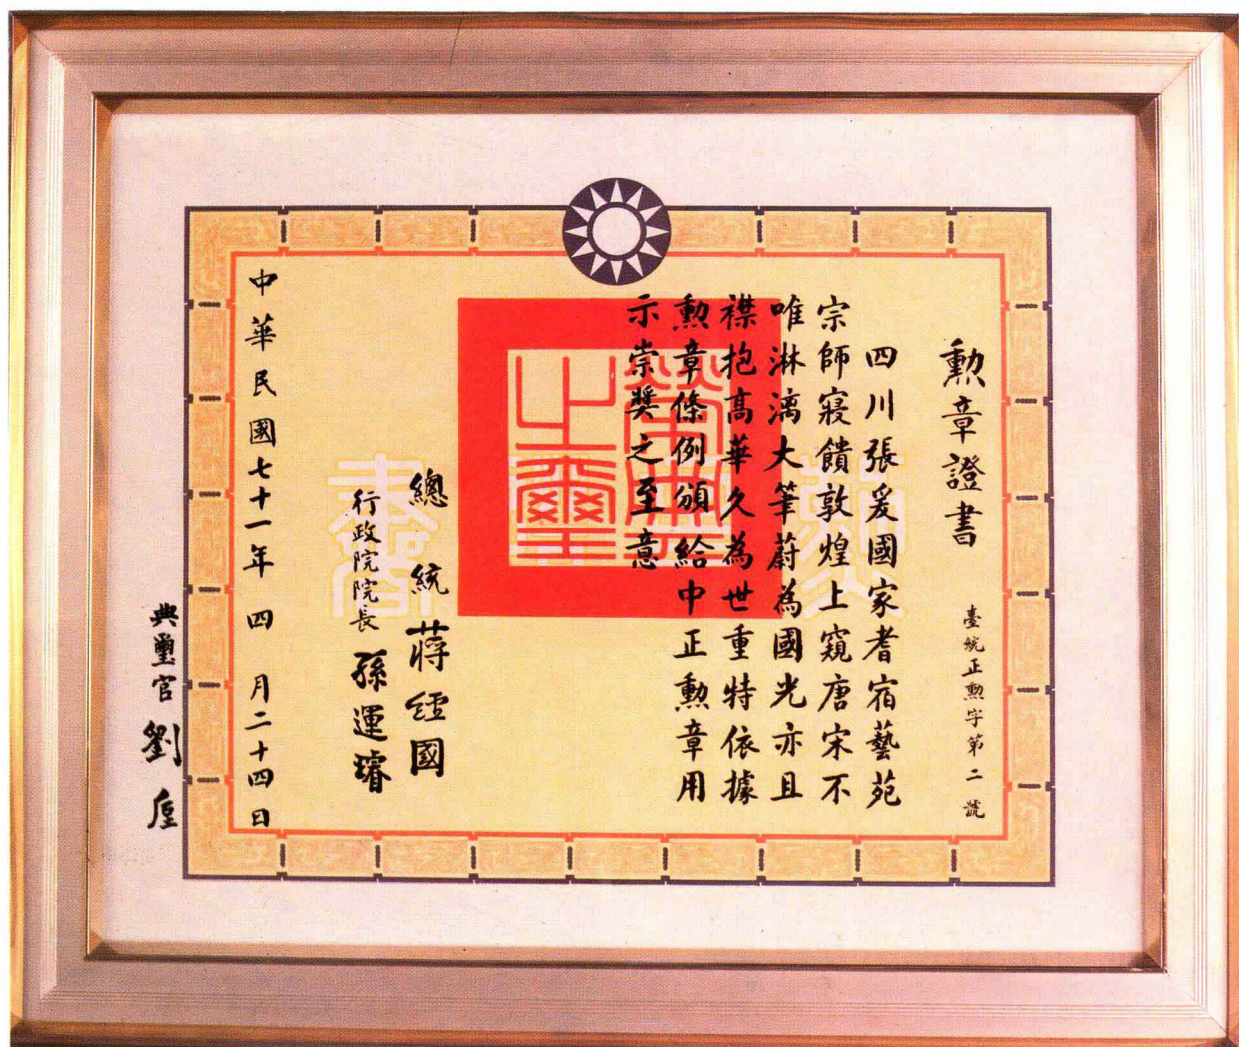 勳章證書
臺統正勲字第二號
四川張爰國家耆宿藝苑
宗師寢饋敦煌上窺唐宋不
唯淋漓大筆蔚為國光亦且
襟抱高華久為世重特依據
勳章條例頒給中正勳章用
示崇獎之至意
榮典
之璽
總統 蔣經國
行政院院長 孫運璿
中華民國七十一年四月二十四日
典璽官 劉垕